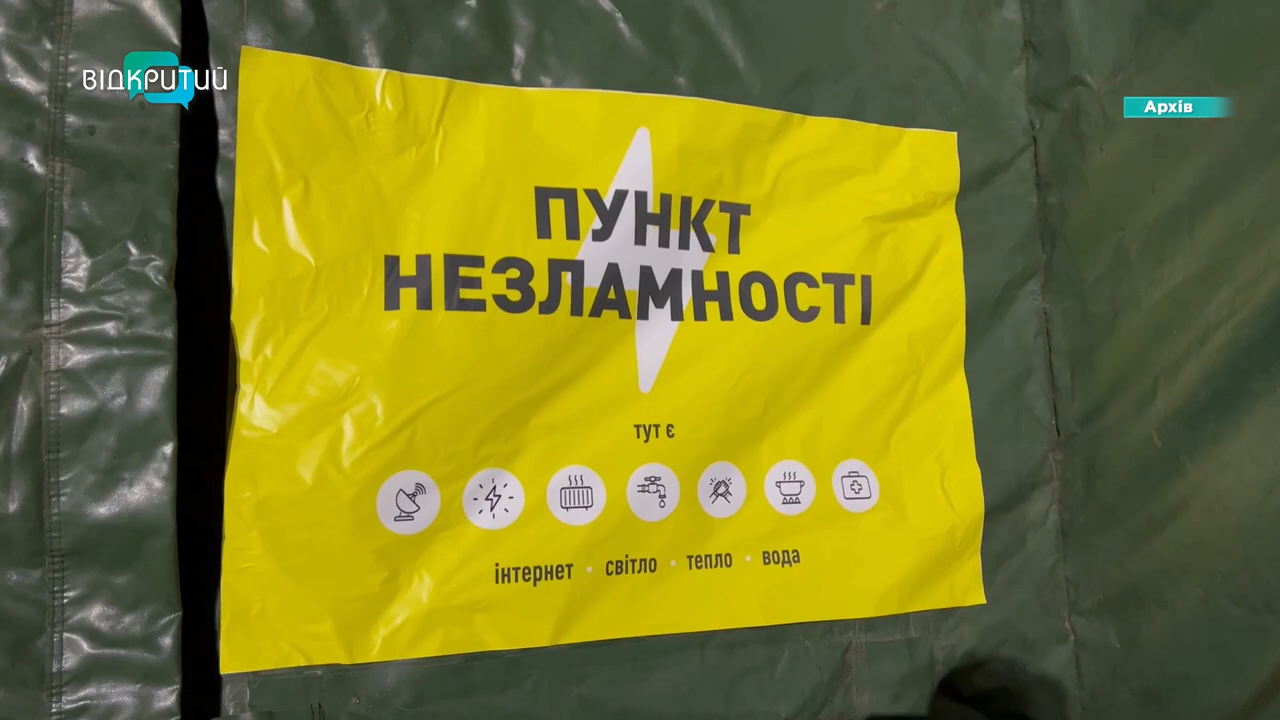 ВІДКРИТИЙ
Архів
ПУНКТ
НЕЗЛАМНОСТІ
тут є
інтернет • світло • тепло • вода